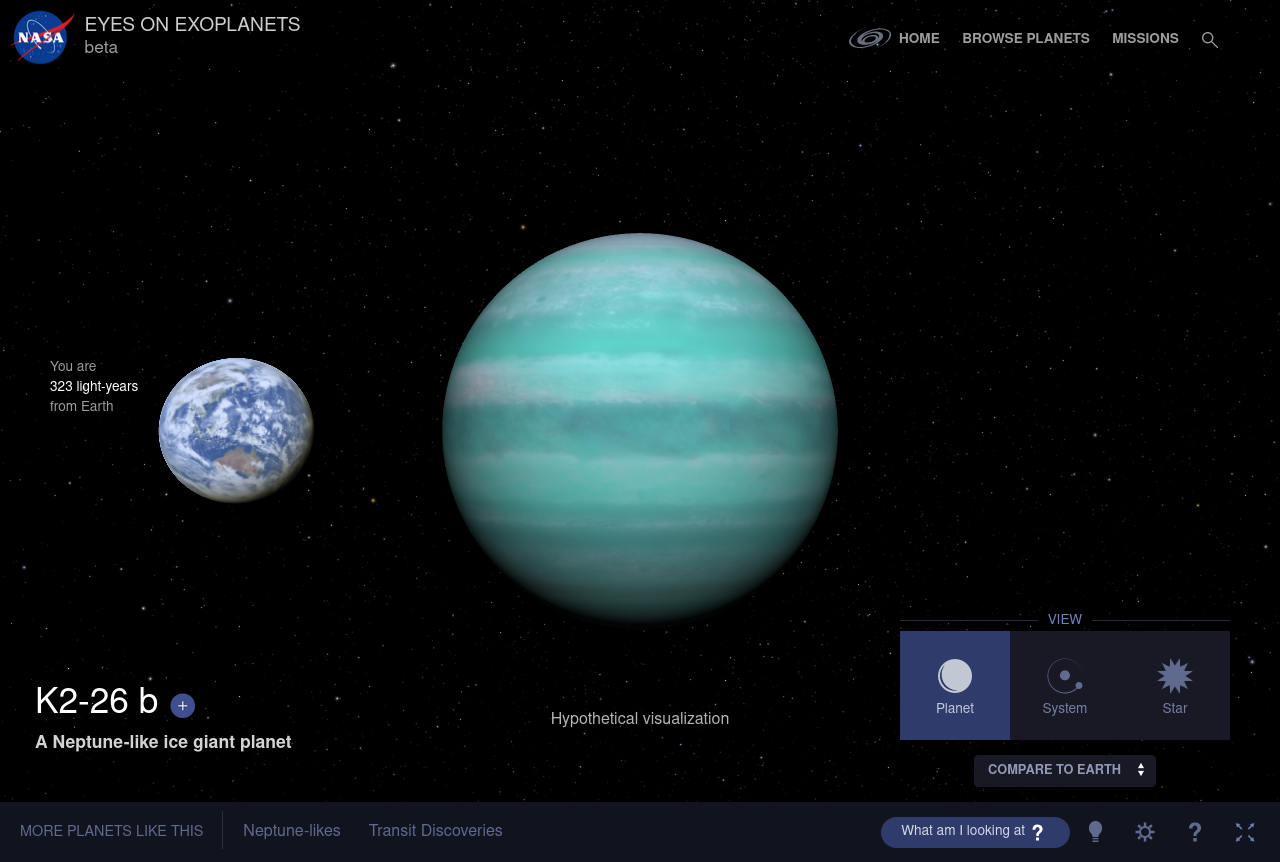 NASA
EYES ON EXOPLANETS
beta
HOME
BROWSE PLANETS
MISSIONS
You are
323 light-years
from Earth
VIEW
Planet
System
Star
K2-26 b +
A Neptune-like ice giant planet
Hypothetical visualization
COMPARE TO EARTH
MORE PLANETS LIKE THIS
Neptune-likes
Transit Discoveries
What am I looking at ?
?